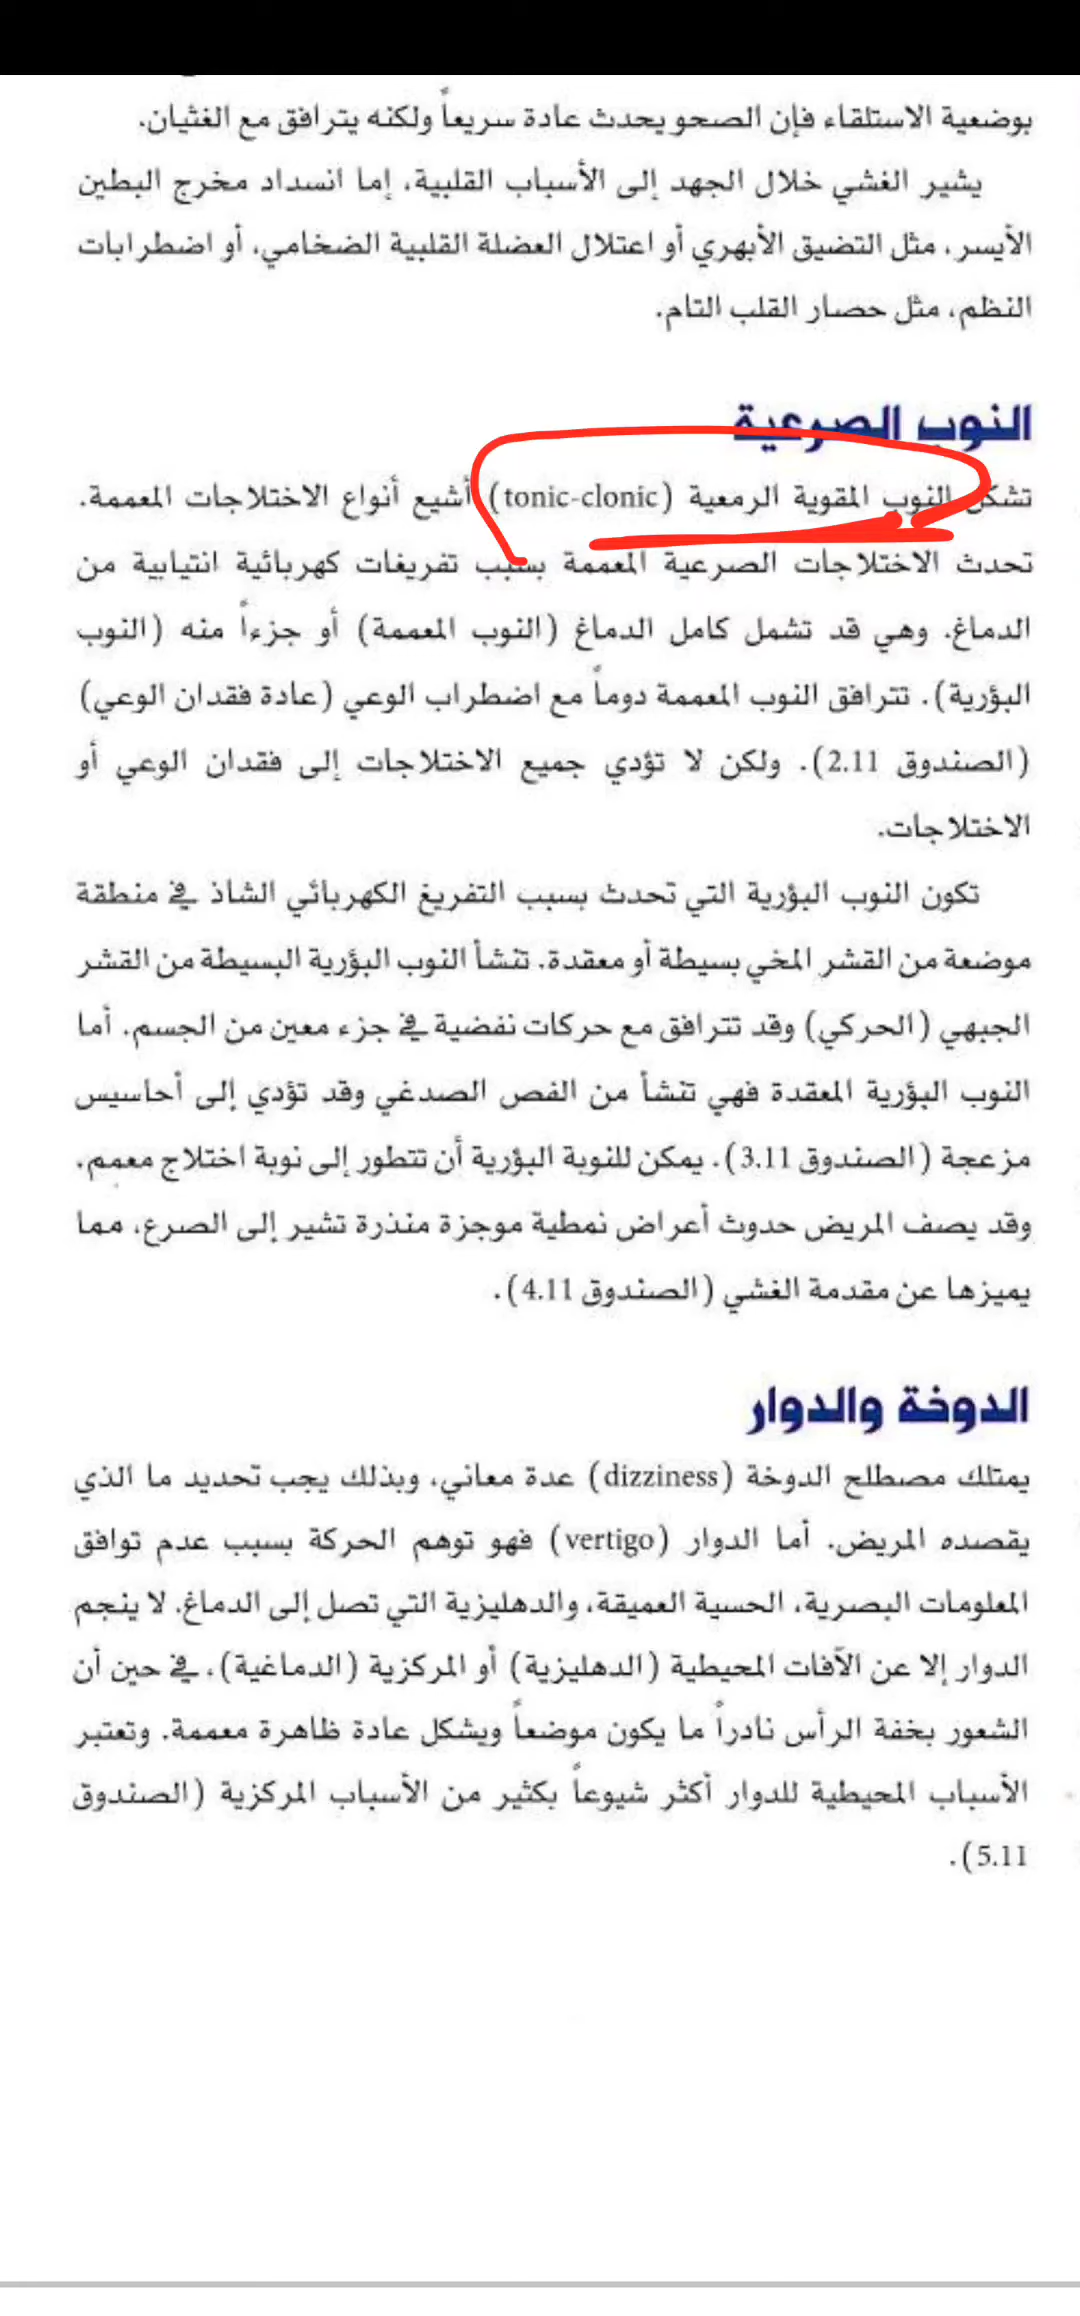 بوضعية الاستلقاء فإن الصحو يحدث عادة سريعاً ولكنه يترافق مع الغثيان.
يشير الغشي خلال الجهد إلى الأسباب القلبية، إما انسداد مخرج البطين
الأيسر، مثل التضيق الأبهري أو اعتلال العضلة القلبية الضخامي، أو اضطرابات
النظم، مثل حصار القلب التام.
النوب الصرعية
تشكل النوب المقوية الرمعية (tonic-clonic) أشيع أنواع الاختلاجات المعممة.
تحدث الاختلاجات الصرعية المعممة بسبب تفريغات كهربائية انتيابية من
الدماغ. وهي قد تشمل كامل الدماغ (النوب المعممة) أو جزءاً منه (النوب
البؤرية). تترافق النوب المعممة دوماً مع اضطراب الوعي (عادة فقدان الوعي)
(الصندوق 2.11). ولكن لا تؤدي جميع الاختلاجات إلى فقدان الوعي أو
الاختلاجات.
تكون النوب البؤرية التي تحدث بسبب التفريغ الكهربائي الشاذ في منطقة
موضعة من القشر المخي بسيطة أو معقدة. تنشأ النوب البؤرية البسيطة من القشر
الجبهي (الحركي) وقد تترافق مع حركات نفضية في جزء معين من الجسم. أما
النوب البؤرية المعقدة فهي تنشأ من الفص الصدغي وقد تؤدي إلى أحاسيس
مزعجة (الصندوق 3.11). يمكن للنوبة البؤرية أن تتطور إلى نوبة اختلاج معمم.
وقد يصف المريض حدوث أعراض نمطية موجزة منذرة تشير إلى الصرع، مما
يميزها عن مقدمة الغشي (الصندوق 4.11).
الدوخة والدوار
يمتلك مصطلح الدوخة (dizziness) عدة معاني، وبذلك يجب تحديد ما الذي
يقصده المريض. أما الدوار (vertigo) فهو توهم الحركة بسبب عدم توافق
المعلومات البصرية، الحسية العميقة، والدهليزية التي تصل إلى الدماغ. لا ينجم
الدوار إلا عن الآفات المحيطية (الدهليزية) أو المركزية (الدماغية)، في حين أن
الشعور بخفة الرأس نادراً ما يكون موضعاً ويشكل عادة ظاهرة معممة. وتعتبر
الأسباب المحيطية للدوار أكثر شيوعاً بكثير من الأسباب المركزية (الصندوق
5.11).